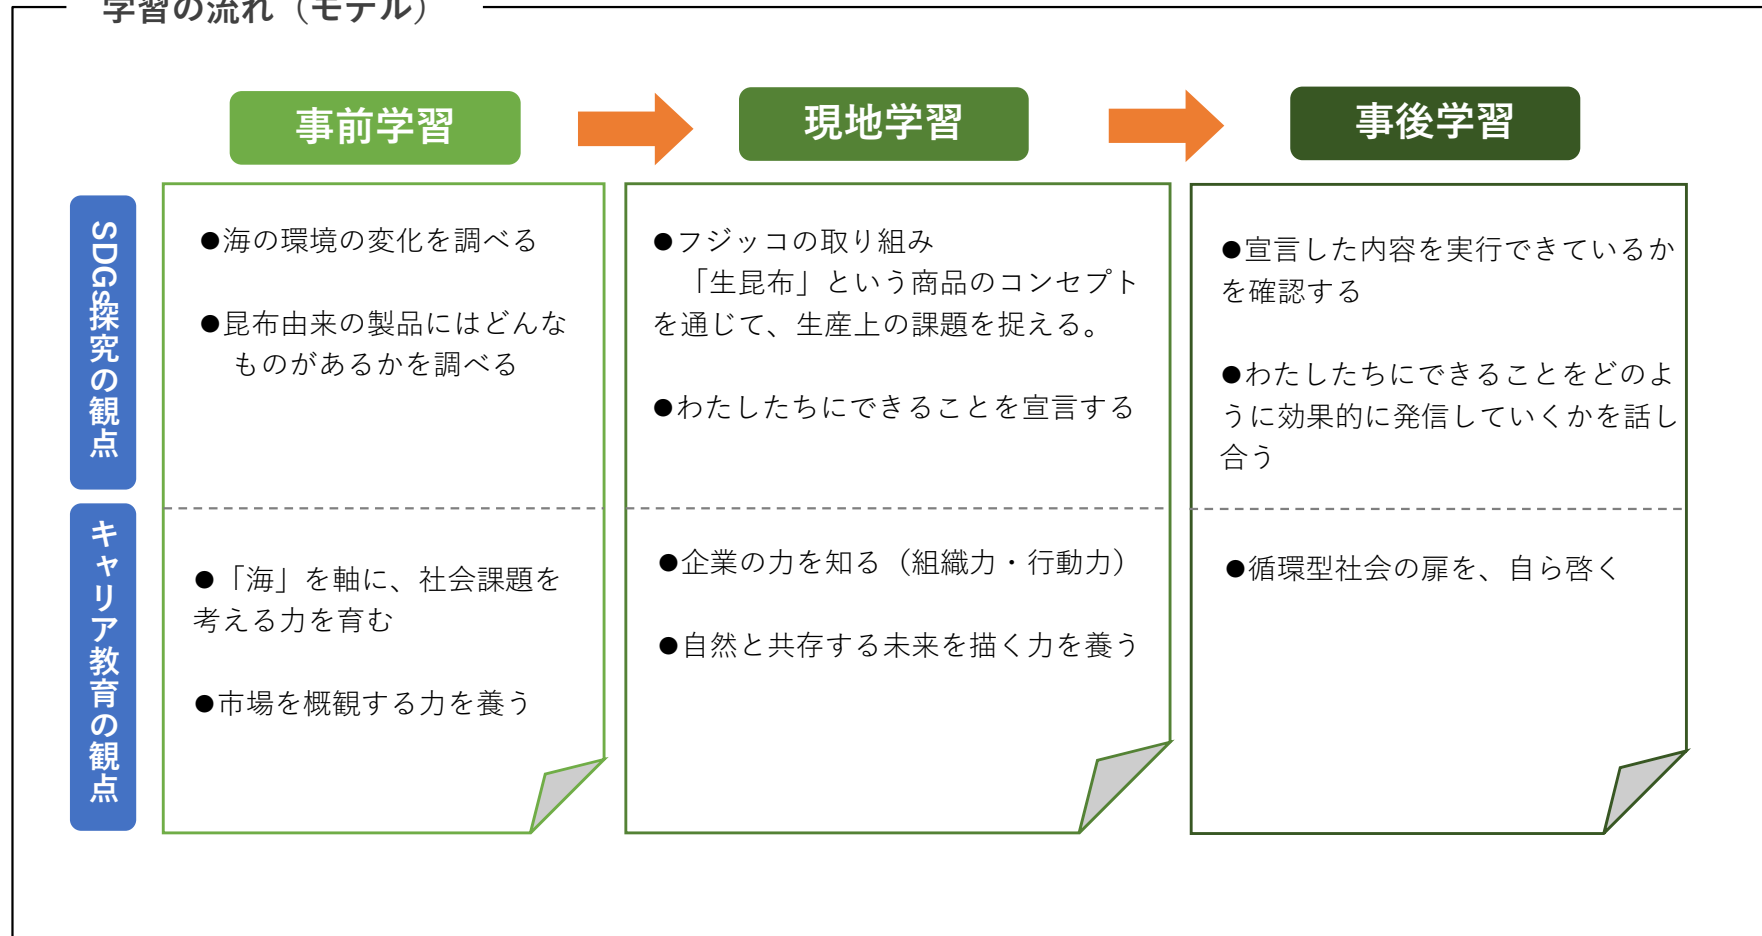 学習の流れ（モデル）
事前学習
現地学習
事後学習
SDGs探究の観点
●海の環境の変化を調べる
●昆布由来の製品にはどんな
ものがあるかを調べる
●フジッコの取り組み
「生昆布」という商品のコンセプト
を通じて、生産上の課題を捉える。
●わたしたちにできることを宣言する
●宣言した内容を実行できているか
を確認する
●わたしたちにできることをどのよ
うに効果的に発信していくかを話し
合う
キャリア教育の観点
●「海」を軸に、社会課題を
考える力を育む
●市場を概観する力を養う
●企業の力を知る（組織力・行動力）
●自然と共存する未来を描く力を養う
●循環型社会の扉を、自ら啓く